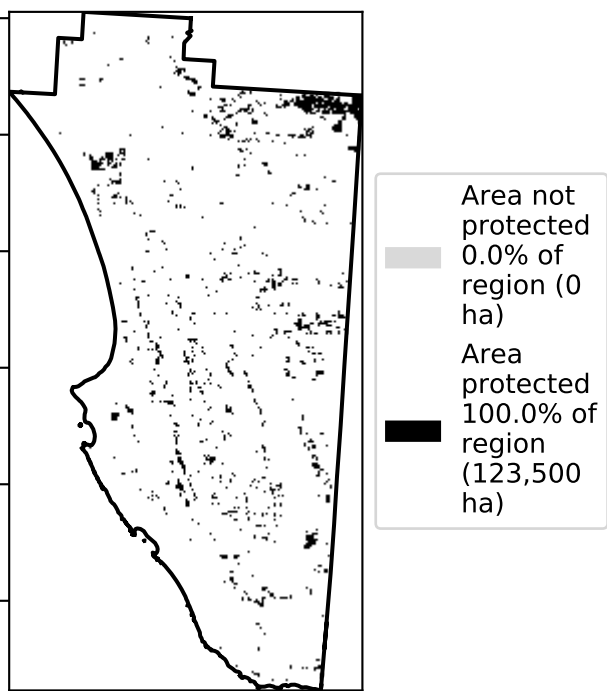 Area not
protected
0.0% of
region (0
ha)
Area
protected
100.0% of
region
(123,500
ha)